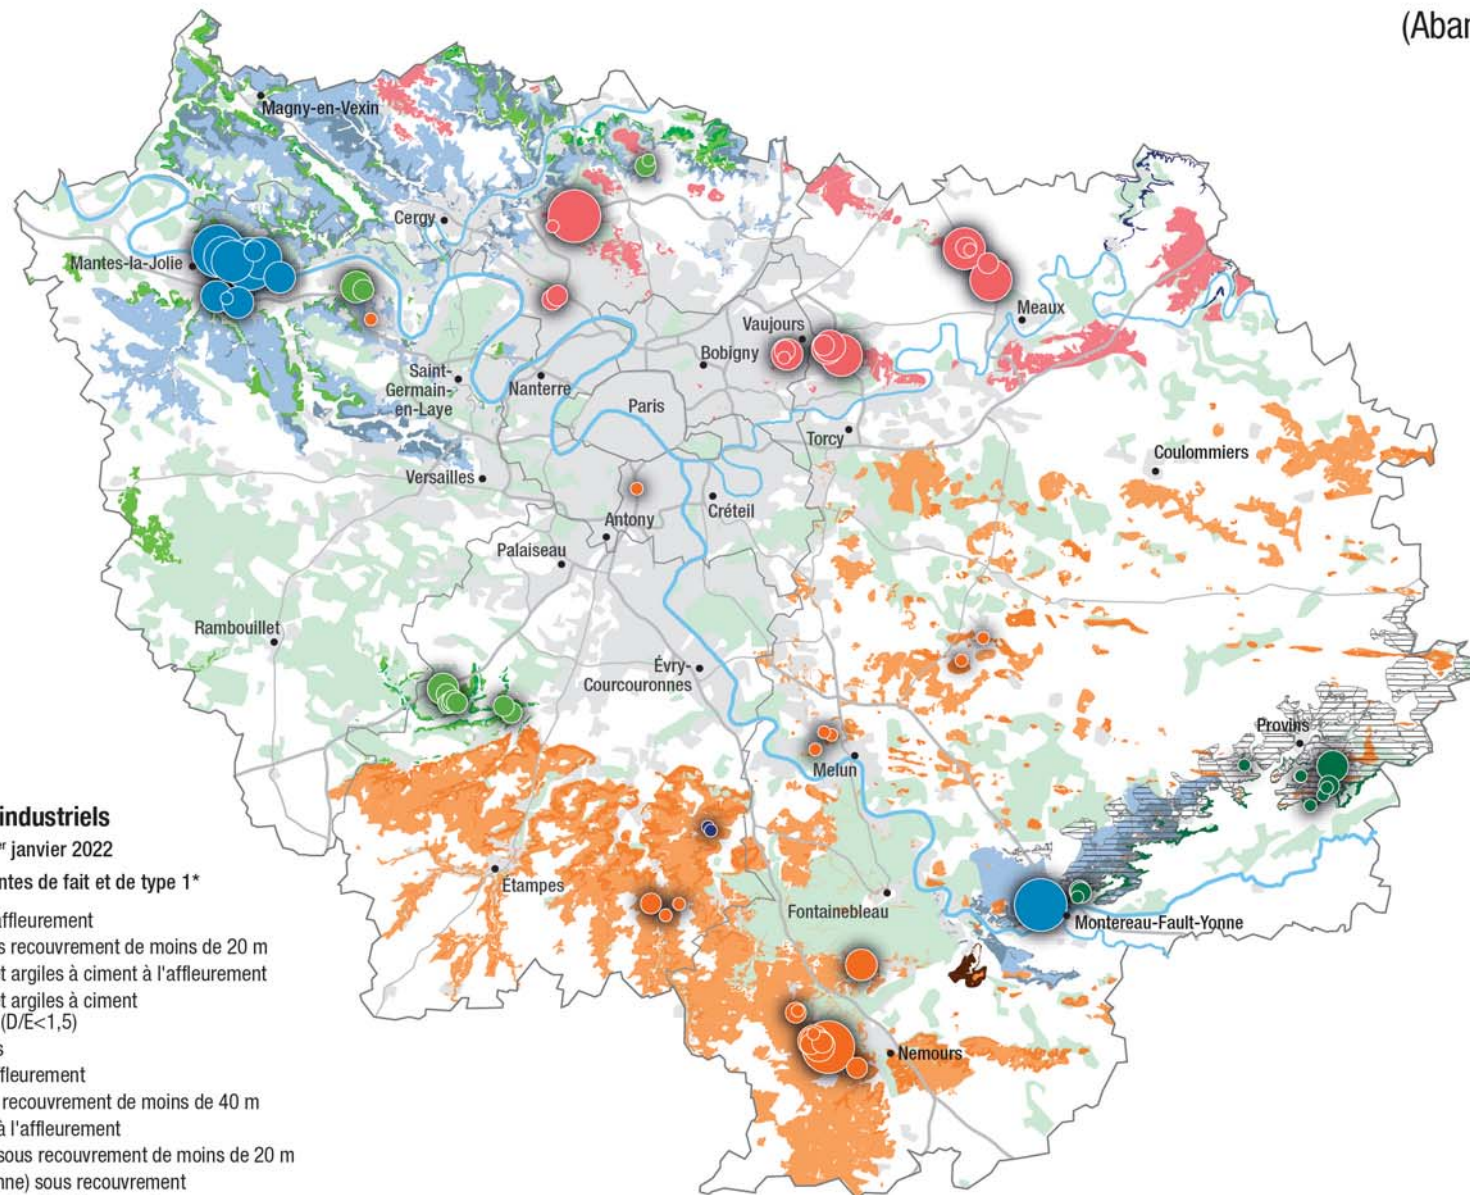 (Abar
Magny-en-Vexin
Cergy
Mantes-la-Jolie
Meaux
Vaujours
Bobigny
Saint-
Germain-
en-Laye
Nanterre
Paris
Torcy
Coulommiers
Versailles
Créteil
Antony
Palaiseau
Rambouillet
Évry-
Courcouronnes
Provins
Melun
Étampes
Fontainebleau
Montereau-Fault-Yonne
Nemours
industriels
er janvier 2022
ntes de fait et de type 1*
affleurement
s recouvrement de moins de 20 m
t argiles à ciment à l'affleurement
t argiles à ciment
(D/E<1,5)
s
fleurement
recouvrement de moins de 40 m
à l'affleurement
sous recouvrement de moins de 20 m
nne) sous recouvrement